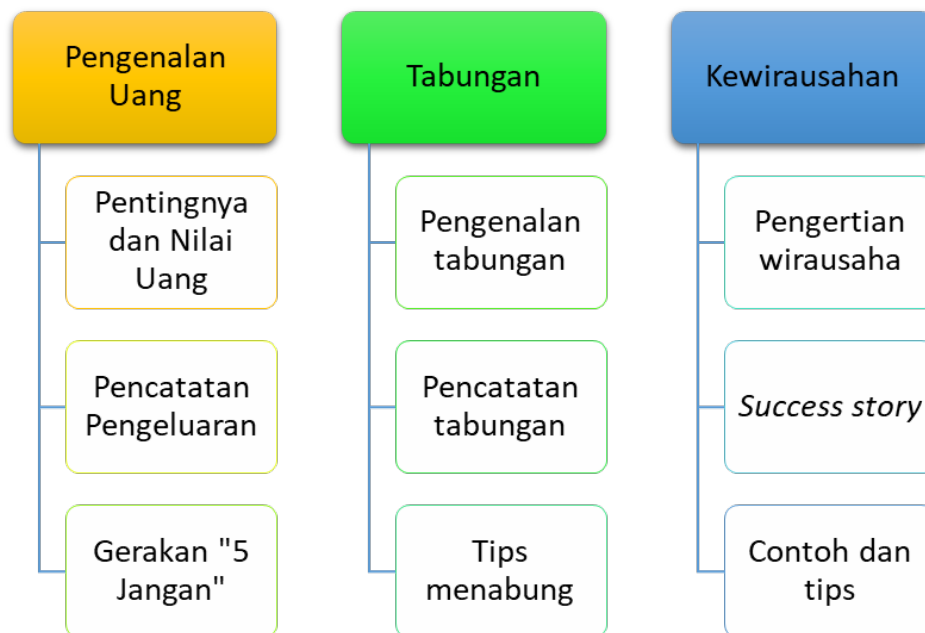 Pengenalan
Uang
Pentingnya
dan Nilai
Uang
Pencatatan
Pengeluaran
Gerakan "5
Jangan"
Tabungan
Pengenalan
tabungan
Pencatatan
tabungan
Tips
menabung
Kewirausahan
Pengertian
wirausaha
Success story
Contoh dan
tips